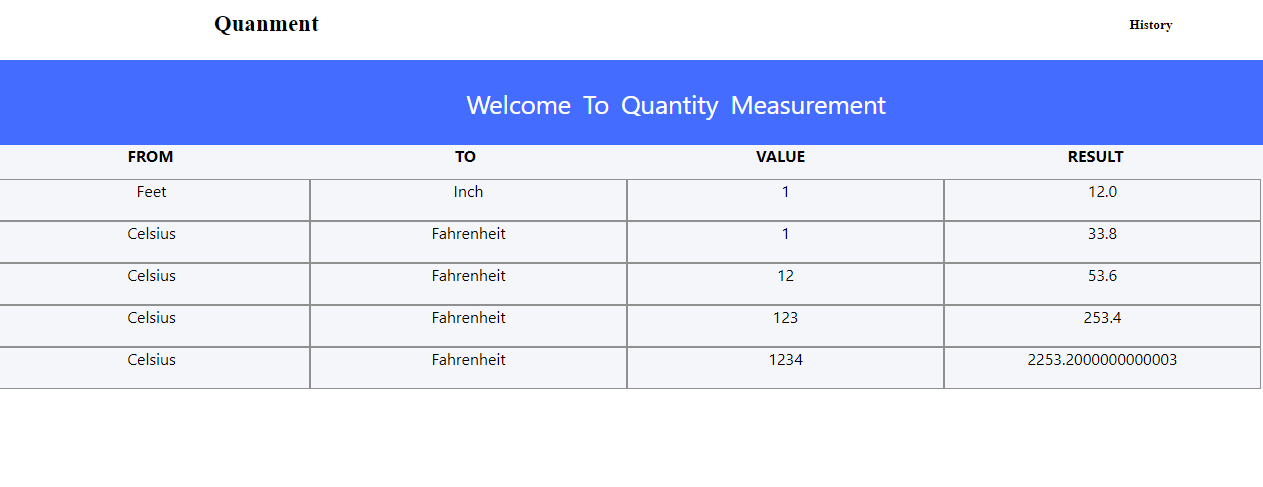 Quanment History
Welcome To Quantity Measurement
FROM TO VALUE RESULT
Feet Inch 1 12.0
Celsius Fahrenheit 1 33.8
Celsius Fahrenheit 12 53.6
Celsius Fahrenheit 123 253.4
Celsius Fahrenheit 1234 2253.2000000000003